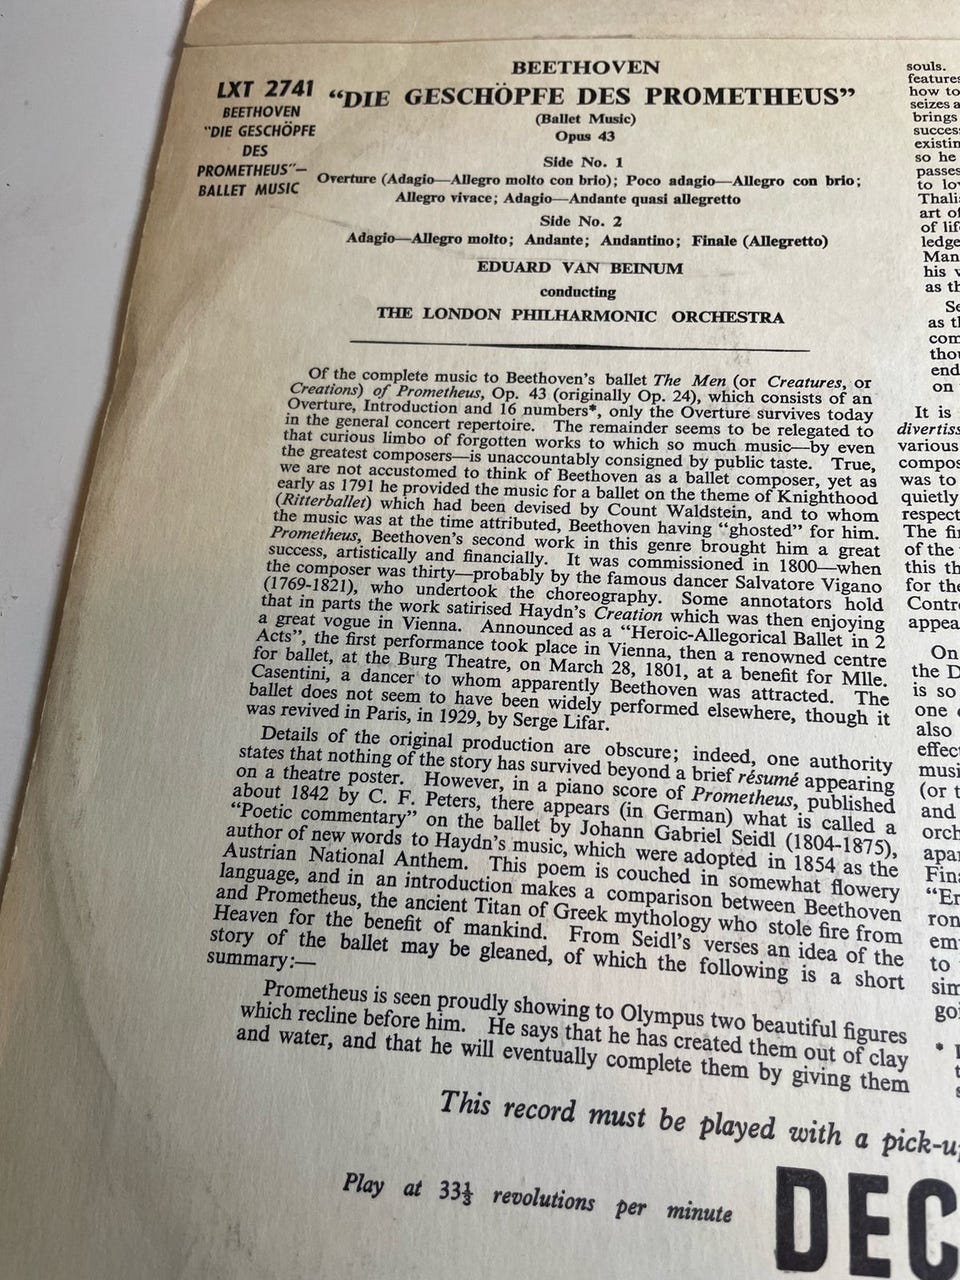 LXT 2741
BEETHOVEN
"DIE GESCHÖPFE
DES
PROMETHEUS"—
BALLET MUSIC
BEETHOVEN
“DIE GESCHÖPFE DES PROMETHEUS”
(Ballet Music)
Opus 43
Side No. 1
Overture (Adagio—Allegro molto con brio); Poco adagio—Allegro con brio;
Allegro vivace; Adagio—Andante quasi allegretto
Side No. 2
Adagio—Allegro molto; Andante; Andantino; Finale (Allegretto)
EDUARD VAN BEINUM
conducting
THE LONDON PHILHARMONIC ORCHESTRA
Of the complete music to Beethoven's ballet The Men (or Creatures, or
Creations) of Prometheus, Op. 43 (originally Op. 24), which consists of an
Overture, Introduction and 16 numbers*, only the Overture survives today
in the general concert repertoire. The remainder seems to be relegated to
that curious limbo of forgotten works to which so much music—by even
the greatest composers—is unaccountably consigned by public taste. True,
we are not accustomed to think of Beethoven as a ballet composer, yet as
early as 1791 he provided the music for a ballet on the theme of Knighthood
(Ritterballet) which had been devised by Count Waldstein, and to whom
the music was at the time attributed, Beethoven having “ghosted” for him.
Prometheus, Beethoven's second work in this genre brought him a great
success, artistically and financially. It was commissioned in 1800—when
the composer was thirty—probably by the famous dancer Salvatore Vigano
(1769-1821), who undertook the choreography. Some annotators hold
that in parts the work satirised Haydn's Creation which was then enjoying
a great vogue in Vienna. Announced as a “Heroic-Allegorical Ballet in 2
Acts”, the first performance took place in Vienna, then a renowned centre
for ballet, at the Burg Theatre, on March 28, 1801, at a benefit for Mlle.
Casentini, a dancer to whom apparently Beethoven was attracted. The
ballet does not seem to have been widely performed elsewhere, though it
was revived in Paris, in 1929, by Serge Lifar.
Details of the original production are obscure; indeed, one authority
states that nothing of the story has survived beyond a brief résumé appearing
on a theatre poster. However, in a piano score of Prometheus, published
about 1842 by C. F. Peters, there appears (in German) what is called a
“Poetic commentary” on the ballet by Johann Gabriel Seidl (1804-1875),
author of new words to Haydn's music, which were adopted in 1854 as the
Austrian National Anthem. This poem is couched in somewhat flowery
language, and in an introduction makes a comparison between Beethoven
and Prometheus, the ancient Titan of Greek mythology who stole fire from
Heaven for the benefit of mankind. From Seidl's verses an idea of the
story of the ballet may be gleaned, of which the following is a short
summary:—
Prometheus is seen proudly showing to Olympus two beautiful figures
which recline before him. He says that he has created them out of clay
and water, and that he will eventually complete them by giving them
souls.
features
how to
seizes a
brings
success
existin
so he
passes
to lov
Thali
art of
of lif
ledge
Man
his v
as th
Se
as th
com
thou
end
on
It is
divertiss
various
compos
was to
quietly
respect
The fir
of the
this th
for the
Contre
appea
On
the D
is so
one c
also
effect
musi
(or t
and
orch
apar
Fina
“Er
ron
em
to
sim
goi
*
This record must be played with a pick-up
Play at 33⅓ revolutions per minute
DEC